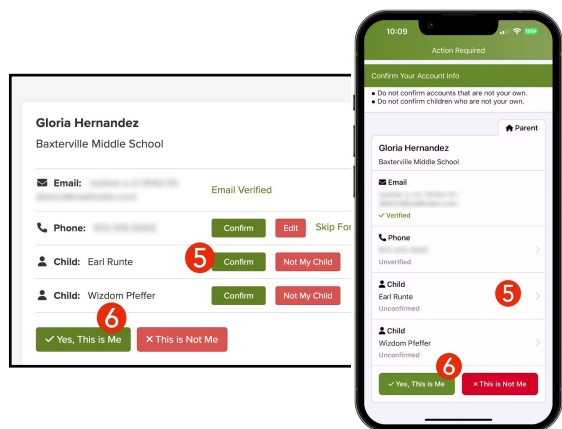 Gloria Hernandez
Baxterville Middle School
Email:
Email Verified
Phone:
Confirm Edit Skip For
Child: Earl Runte
5
Confirm Not My Child
Child: Wizdom Pfeffer
Confirm Not My Child
6
Yes, This is Me
This is Not Me
10:09
100+
Action Required
Confirm Your Account Info
Do not confirm accounts that are not your own.
Do not confirm children who are not your own.
Parent
Gloria Hernandez
Baxterville Middle School
Email
Verified
Phone
Unverified
Child
Earl Runte
5
Unconfirmed
Child
Wizdom Pfeffer
Unconfirmed
6
Yes, This is Me
This is Not Me